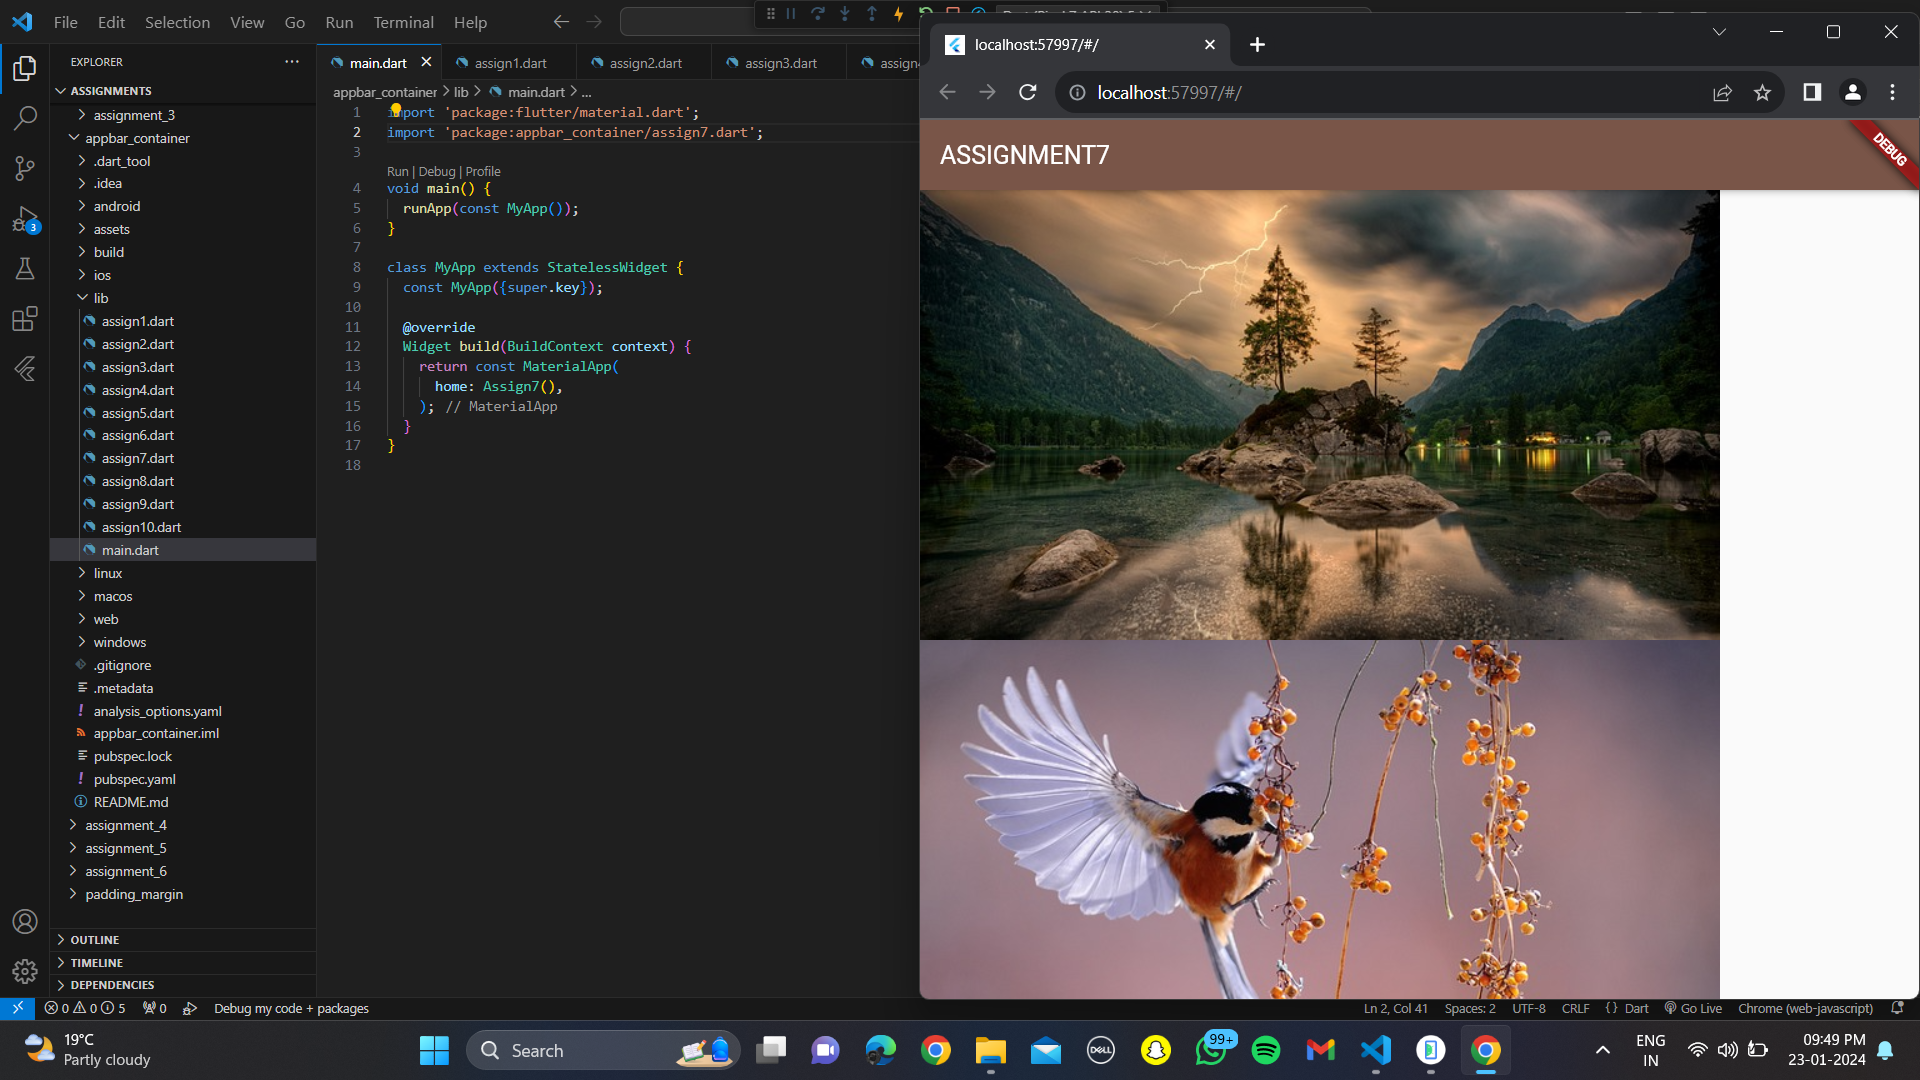 File Edit Selection View Go Run Terminal Help
EXPLORER
ASSIGNMENTS
assignment_3
appbar_container
.dart_tool
.idea
android
assets
build
ios
lib
assign1.dart
assign2.dart
assign3.dart
assign4.dart
assign5.dart
assign6.dart
assign7.dart
assign8.dart
assign9.dart
assign10.dart
main.dart
linux
macos
web
windows
.gitignore
.metadata
analysis_options.yaml
appbar_container.iml
pubspec.lock
pubspec.yaml
README.md
assignment_4
assignment_5
assignment_6
padding_margin
OUTLINE
TIMELINE
DEPENDENCIES
3
main.dart assign1.dart assign2.dart assign3.dart
appbar_container > lib > main.dart > ...
1 import 'package:flutter/material.dart';
2 import 'package:appbar_container/assign7.dart';
3
Run | Debug | Profile
4 void main() {
5 runApp(const MyApp());
6 }
7
8 class MyApp extends StatelessWidget {
9 const MyApp({super.key});
10
11 @override
12 Widget build(BuildContext context) {
13 return const MaterialApp(
14 home: Assign7(),
15 ); // MaterialApp
16 }
17 }
18
localhost:57997/#/
localhost:57997/#/
ASSIGNMENT7
DEBUG
0 0 5 0 Debug my code + packages
Ln 2, Col 41 Spaces: 2 UTF-8 CRLF {} Dart Go Live Chrome (web-javascript)
19°C
Partly cloudy
Search
DELL
99+
ENG
IN
09:49 PM
23-01-2024